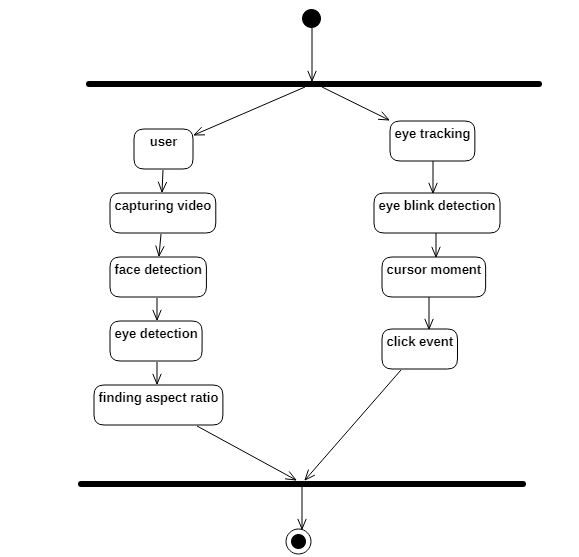 user
capturing video
face detection
eye detection
finding aspect ratio
eye tracking
eye blink detection
cursor moment
click event